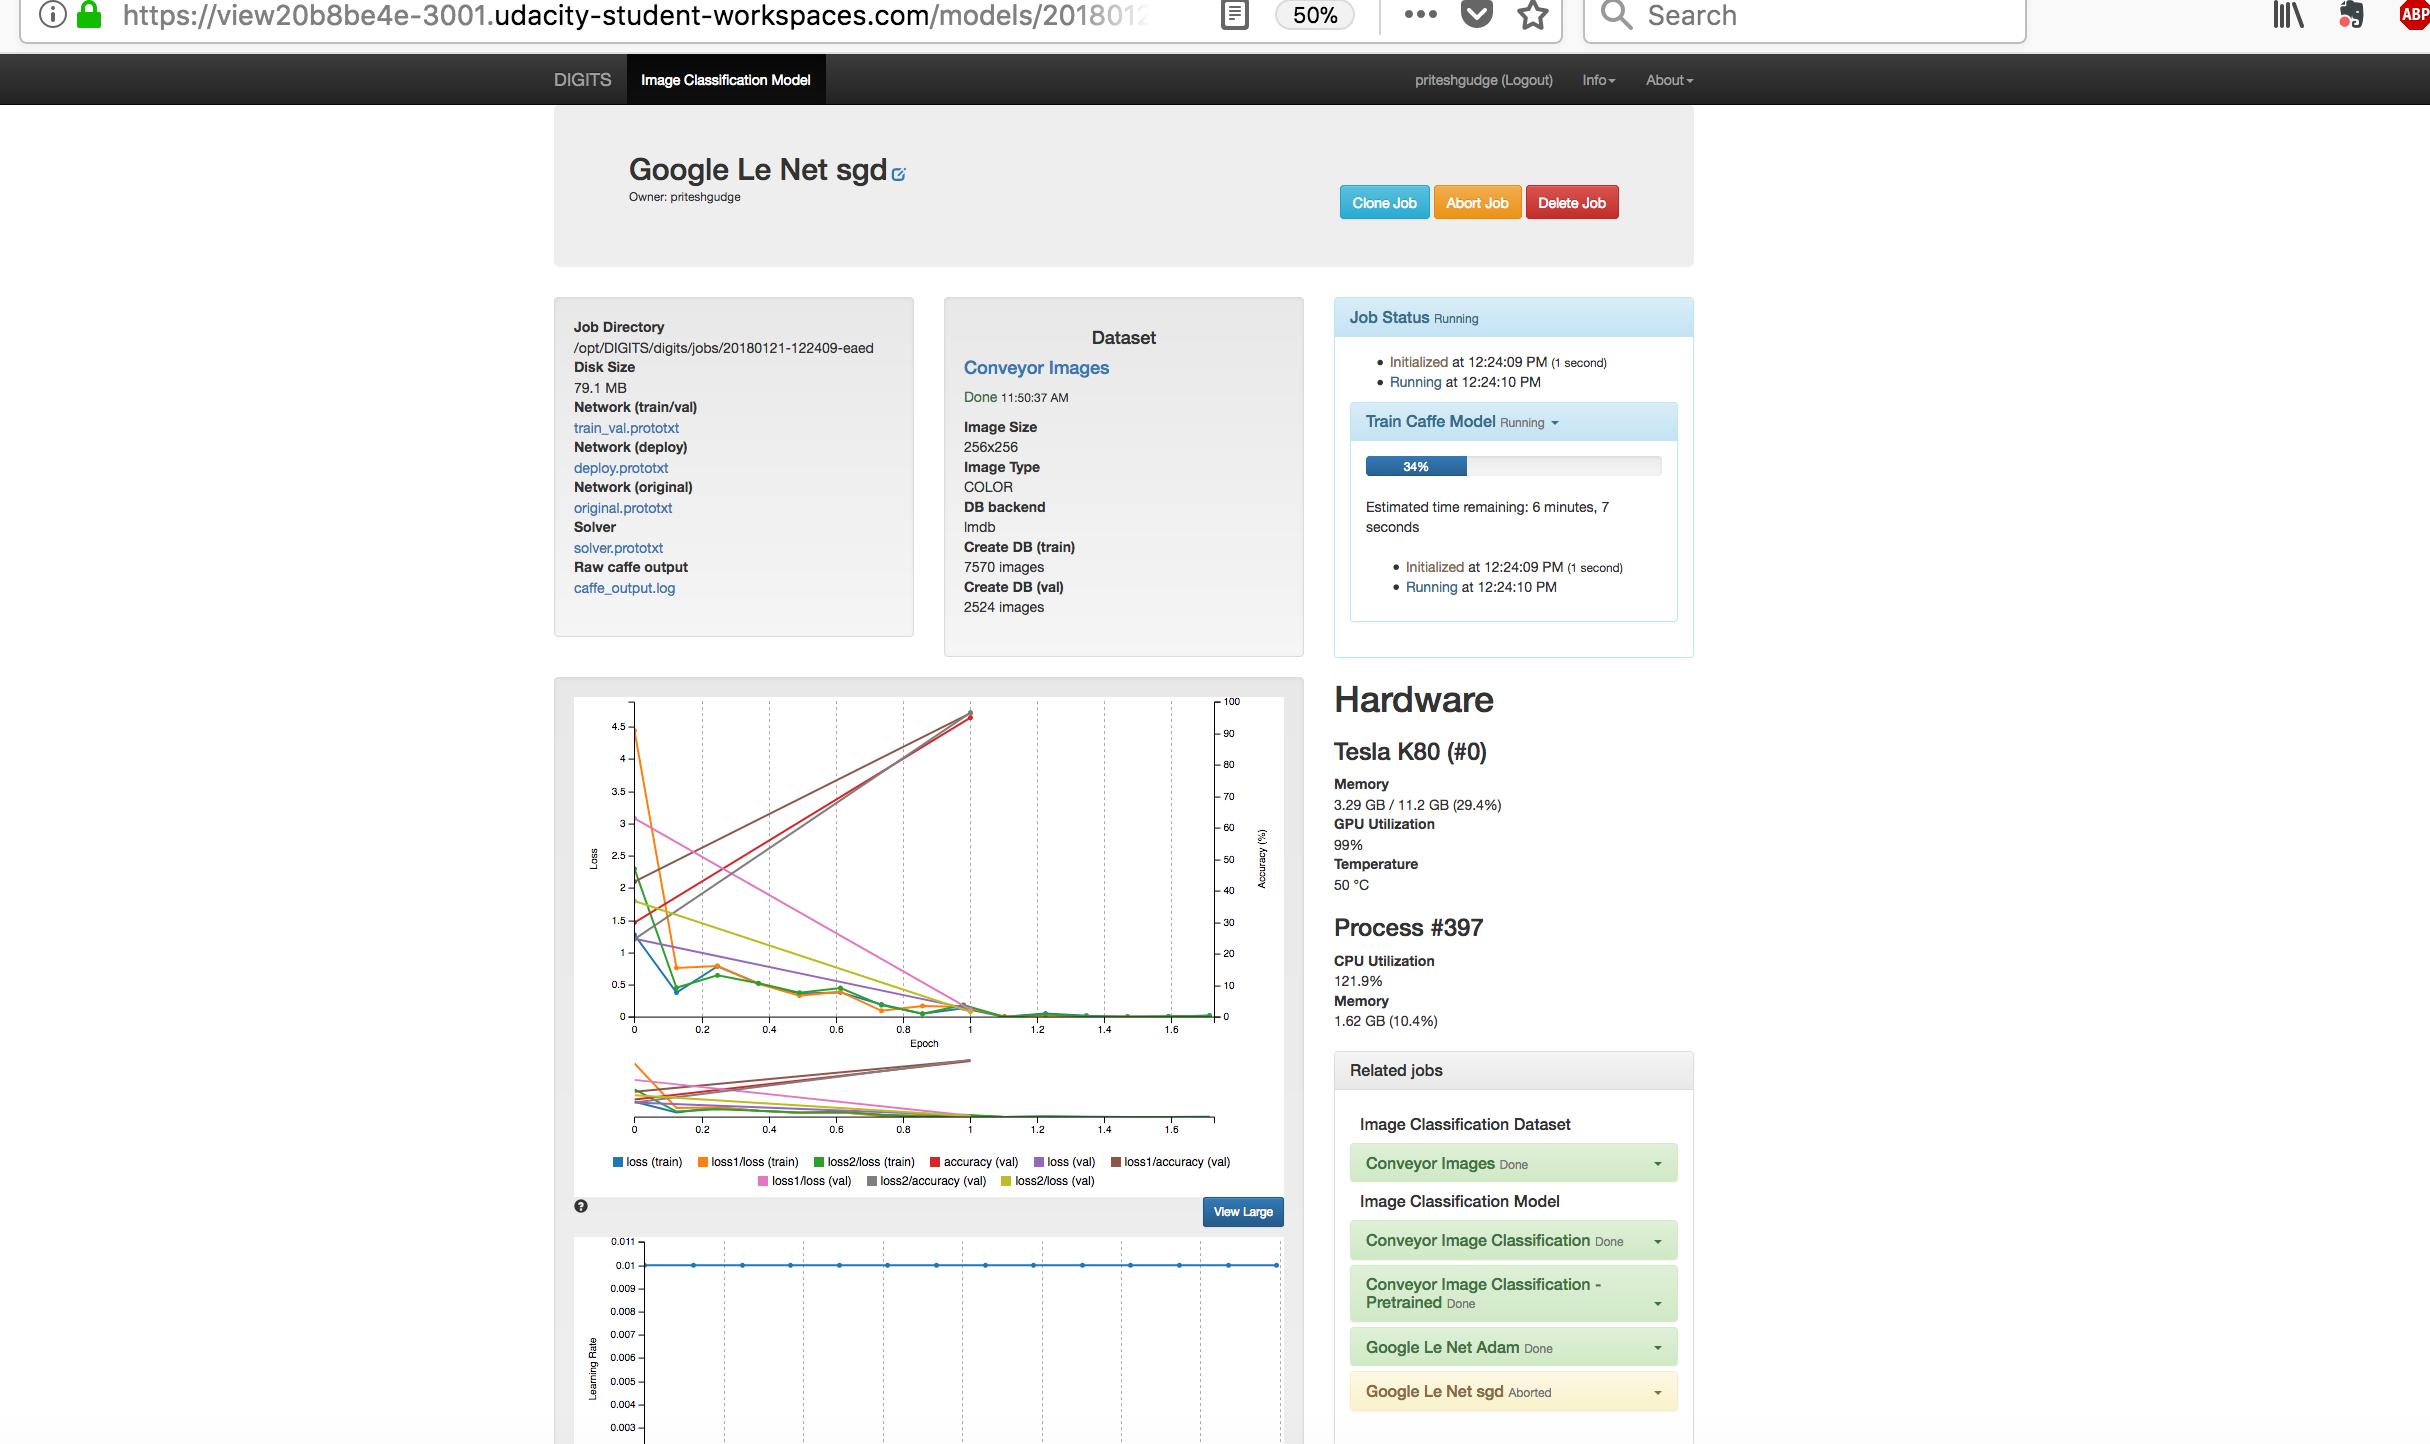 https://view20b8be4e-3001.udacity-student-workspaces.com/models/2018012
50%
Search
ABP
DIGITS
Image Classification Model
priteshgudge (Logout)
Info
About
Google Le Net sgd
Owner: priteshgudge
Clone Job
Abort Job
Delete Job
Job Directory
/opt/DIGITS/digits/jobs/20180121-122409-eaed
Disk Size
79.1 MB
Network (train/val)
train_val.prototxt
Network (deploy)
deploy.prototxt
Network (original)
original.prototxt
Solver
solver.prototxt
Raw caffe output
caffe_output.log
Dataset
Conveyor Images
Done 11:50:37 AM
Image Size
256x256
Image Type
COLOR
DB backend
lmdb
Create DB (train)
7570 images
Create DB (val)
2524 images
Job Status Running
Initialized at 12:24:09 PM (1 second)
Running at 12:24:10 PM
Train Caffe Model Running
34%
Estimated time remaining: 6 minutes, 7
seconds
Initialized at 12:24:09 PM (1 second)
Running at 12:24:10 PM
4.5
4
3.5
3
2.5
2
1.5
1
0.5
0
Loss
100
90
80
70
60
50
40
30
20
10
0
Accuracy (%)
0 0.2 0.4 0.6 0.8 1 1.2 1.4 1.6
Epoch
0 0.2 0.4 0.6 0.8 1 1.2 1.4 1.6
loss (train) loss1/loss (train) loss2/loss (train) accuracy (val) loss (val) loss1/accuracy (val)
loss1/loss (val) loss2/accuracy (val) loss2/loss (val)
?
View Large
0.011
0.01
0.009
0.008
0.007
0.006
0.005
0.004
0.003
Learning Rate
Hardware
Tesla K80 (#0)
Memory
3.29 GB / 11.2 GB (29.4%)
GPU Utilization
99%
Temperature
50 °C
Process #397
CPU Utilization
121.9%
Memory
1.62 GB (10.4%)
Related jobs
Image Classification Dataset
Conveyor Images Done
Image Classification Model
Conveyor Image Classification Done
Conveyor Image Classification -
Pretrained Done
Google Le Net Adam Done
Google Le Net sgd Aborted